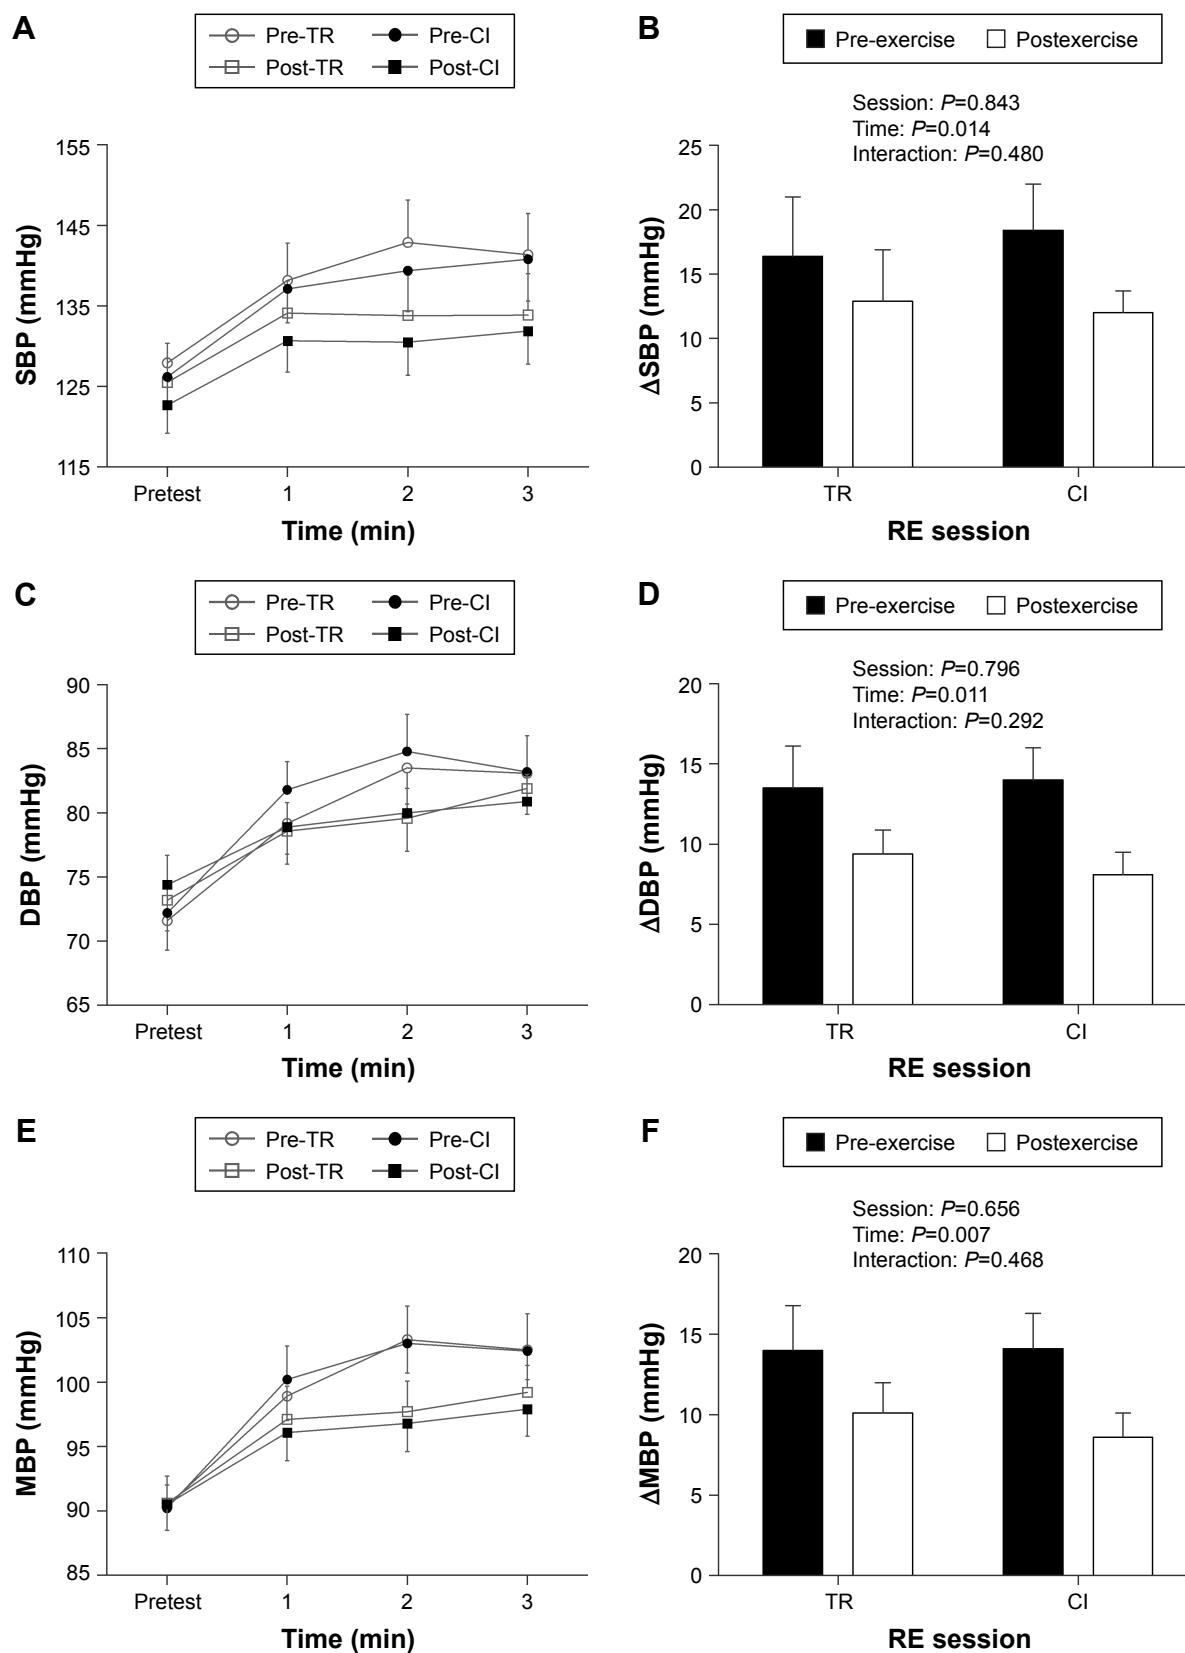 A
Pre-TR Pre-CI
Post-TR Post-CI
155
145
135
125
115
SBP (mmHg)
Pretest 1 2 3
Time (min)
B
Pre-exercise Postexercise
Session: P=0.843
Time: P=0.014
Interaction: P=0.480
25
20
15
10
5
0
ΔSBP (mmHg)
TR CI
RE session
C
Pre-TR Pre-CI
Post-TR Post-CI
90
85
80
75
70
65
DBP (mmHg)
Pretest 1 2 3
Time (min)
D
Pre-exercise Postexercise
Session: P=0.796
Time: P=0.011
Interaction: P=0.292
20
15
10
5
0
ΔDBP (mmHg)
TR CI
RE session
E
Pre-TR Pre-CI
Post-TR Post-CI
110
105
100
95
90
85
MBP (mmHg)
Pretest 1 2 3
Time (min)
F
Pre-exercise Postexercise
Session: P=0.656
Time: P=0.007
Interaction: P=0.468
20
15
10
5
0
ΔMBP (mmHg)
TR CI
RE session